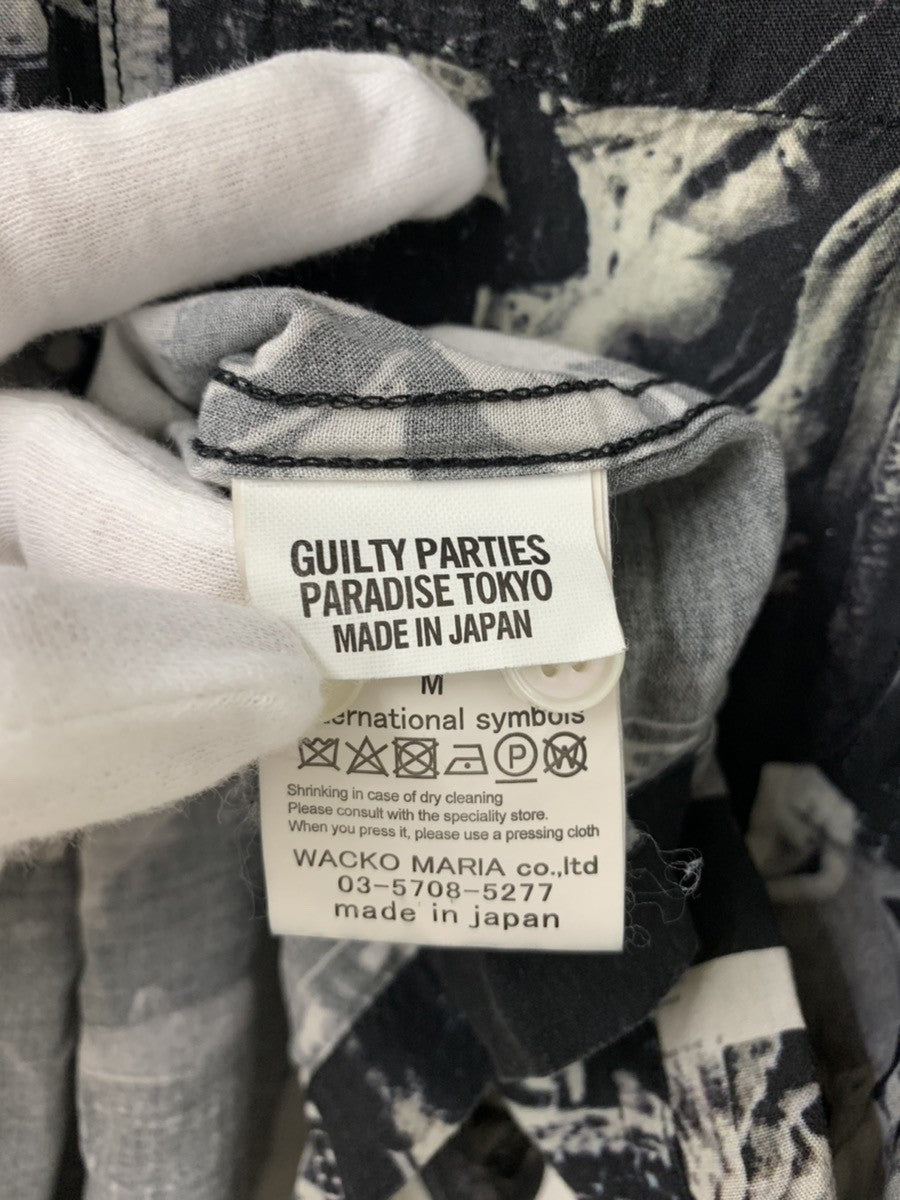 GUILTY PARTIES
PARADISE TOKYO
MADE IN JAPAN
M
ernational symbols
P W
Shrinking in case of dry cleaning
Please consult with the speciality store.
When you press it, please use a pressing cloth
WACKO MARIA co.,ltd
03-5708-5277
made in japan